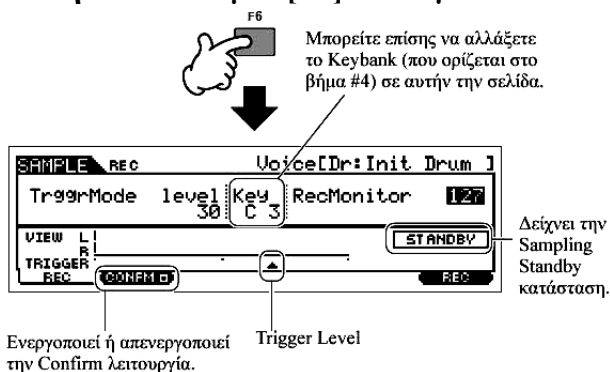 F6
Μπορείτε επίσης να αλλάξετε
το Keybank (που ορίζεται στο
βήμα #4) σε αυτήν την σελίδα.
SAMPLE REC Voice[Dr:Init Drum ]
TrggrMode level Key RecMonitor 127
30 C 3
VIEW L
R
STANDBY
TRIGGER
REC CONFM REC
Δείχνει την
Sampling
Standby
κατάσταση.
Ενεργοποιεί ή απενεργοποιεί
την Confirm λειτουργία.
Trigger Level